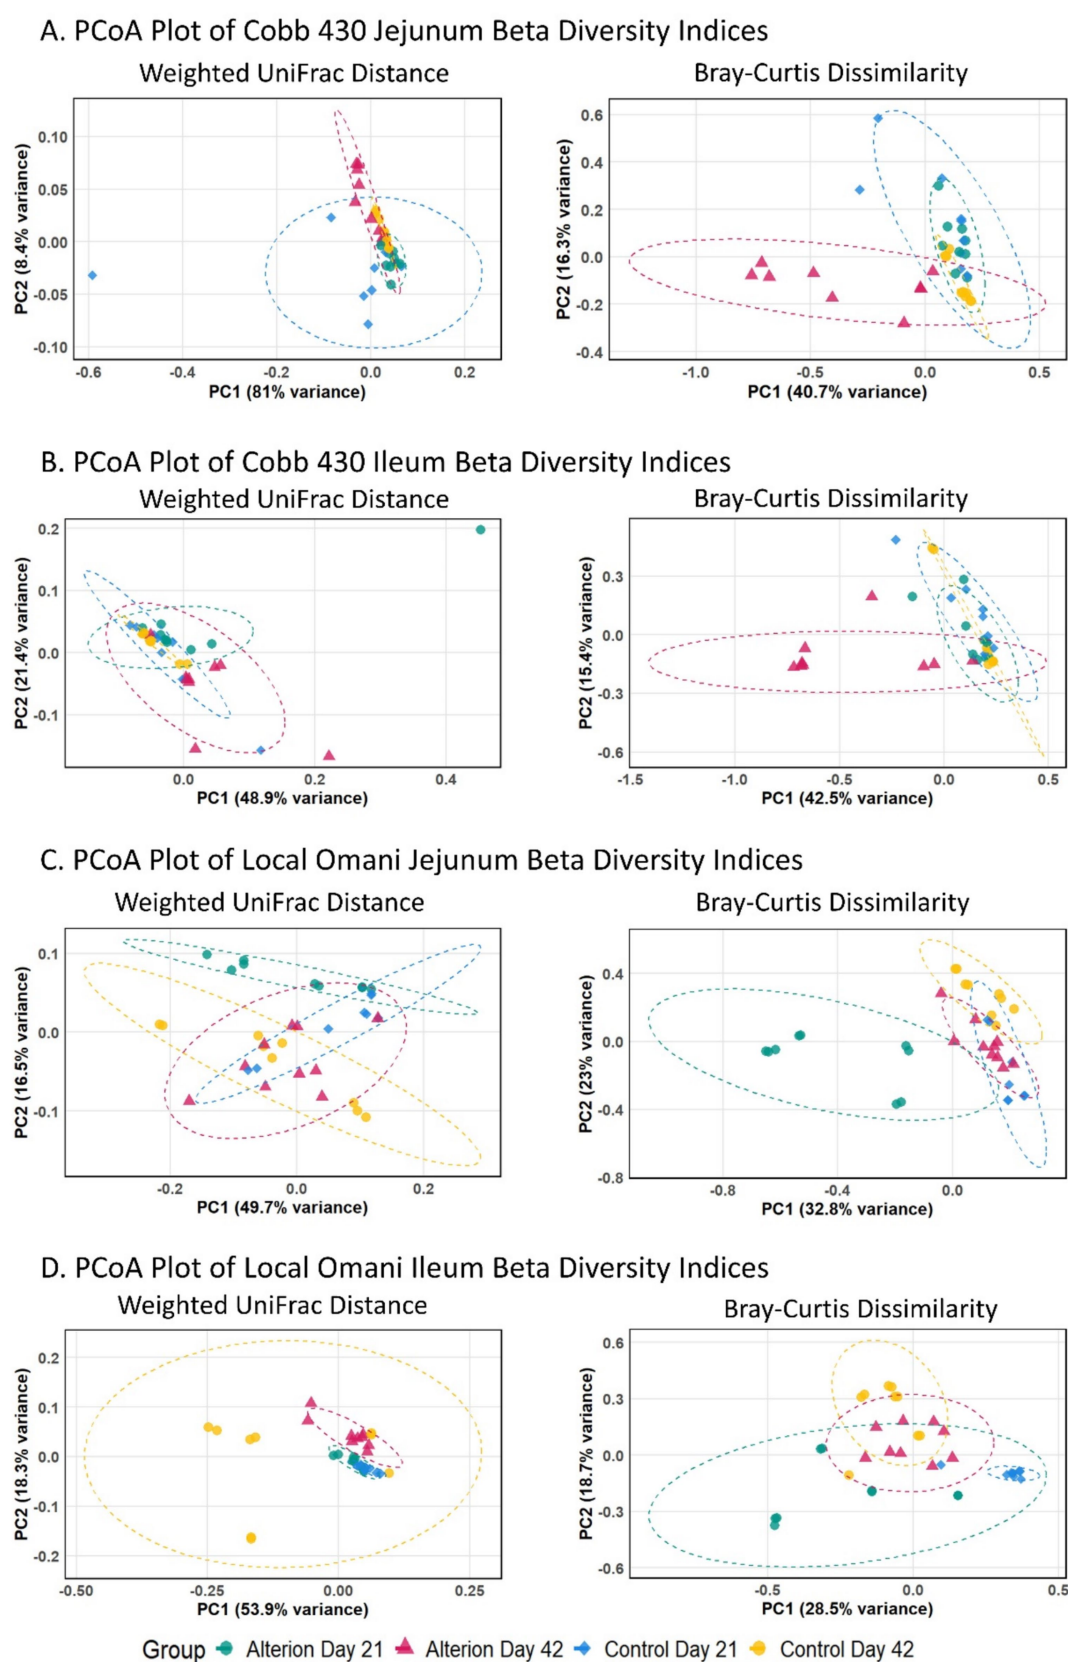 A. PCoA Plot of Cobb 430 Jejunum Beta Diversity Indices
Weighted UniFrac Distance
Bray-Curtis Dissimilarity
PC2 (8.4% variance)
0.10
0.05
0.00
-0.05
-0.10
-0.6 -0.4 -0.2 0.0 0.2
PC1 (81% variance)
PC2 (16.3% variance)
0.6
0.4
0.2
0.0
-0.2
-0.4
-1.0 -0.5 0.0 0.5
PC1 (40.7% variance)
B. PCoA Plot of Cobb 430 Ileum Beta Diversity Indices
Weighted UniFrac Distance
Bray-Curtis Dissimilarity
PC2 (21.4% variance)
0.2
0.1
0.0
-0.1
0.0 0.2 0.4
PC1 (48.9% variance)
PC2 (15.4% variance)
0.3
0.0
-0.3
-0.6
-1.5 -1.0 -0.5 0.0 0.5
PC1 (42.5% variance)
C. PCoA Plot of Local Omani Jejunum Beta Diversity Indices
Weighted UniFrac Distance
Bray-Curtis Dissimilarity
PC2 (16.5% variance)
0.1
0.0
-0.1
-0.2 0.0 0.2
PC1 (49.7% variance)
PC2 (23% variance)
0.4
0.0
-0.4
-0.8
-0.8 -0.4 0.0
PC1 (32.8% variance)
D. PCoA Plot of Local Omani Ileum Beta Diversity Indices
Weighted UniFrac Distance
Bray-Curtis Dissimilarity
PC2 (18.3% variance)
0.2
0.1
0.0
-0.1
-0.2
-0.50 -0.25 0.00 0.25
PC1 (53.9% variance)
PC2 (18.7% variance)
0.6
0.3
0.0
-0.3
-0.6
-0.5 0.0 0.5
PC1 (28.5% variance)
Group Alterion Day 21 Alterion Day 42 Control Day 21 Control Day 42